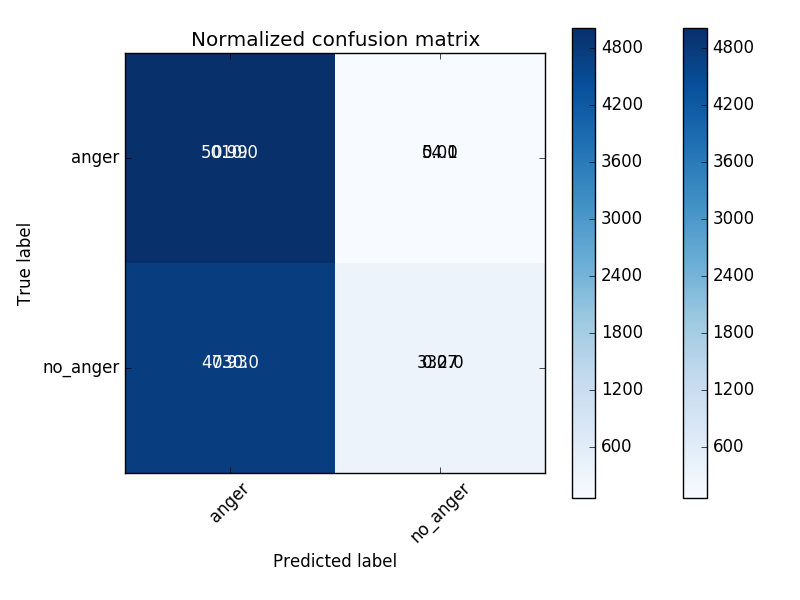 Normalized confusion matrix
4800 4800
4200 4200
3600 3600
3000 3000
2400 2400
1800 1800
1200 1200
600 600
True label
anger
no_anger
anger
no_anger
Predicted label